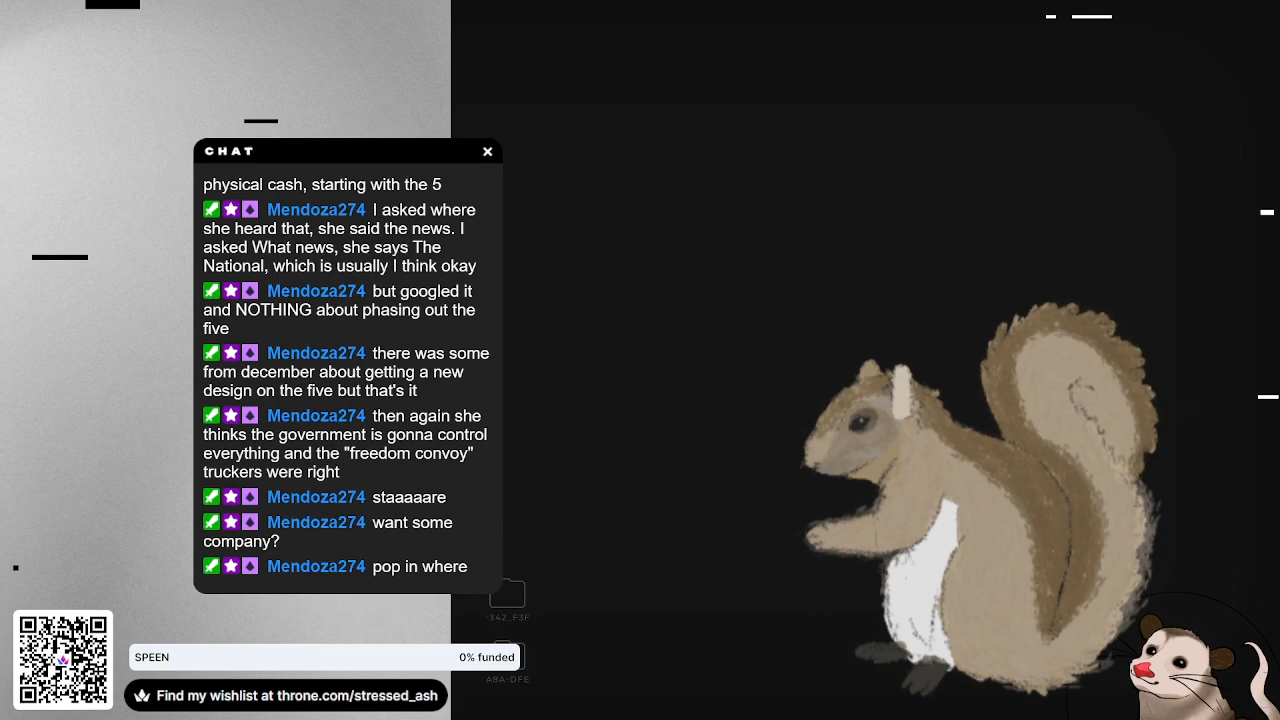 CHAT
physical cash, starting with the 5
Mendoza274 I asked where
she heard that, she said the news. I
asked What news, she says The
National, which is usually I think okay
Mendoza274 but googled it
and NOTHING about phasing out the
five
Mendoza274 there was some
from december about getting a new
design on the five but that's it
Mendoza274 then again she
thinks the government is gonna control
everything and the "freedom convoy"
truckers were right
Mendoza274 staaaaare
Mendoza274 want some
company?
Mendoza274 pop in where
-342_F3F
SPEEN 0% funded
A8A-DFE
Find my wishlist at throne.com/stressed_ash